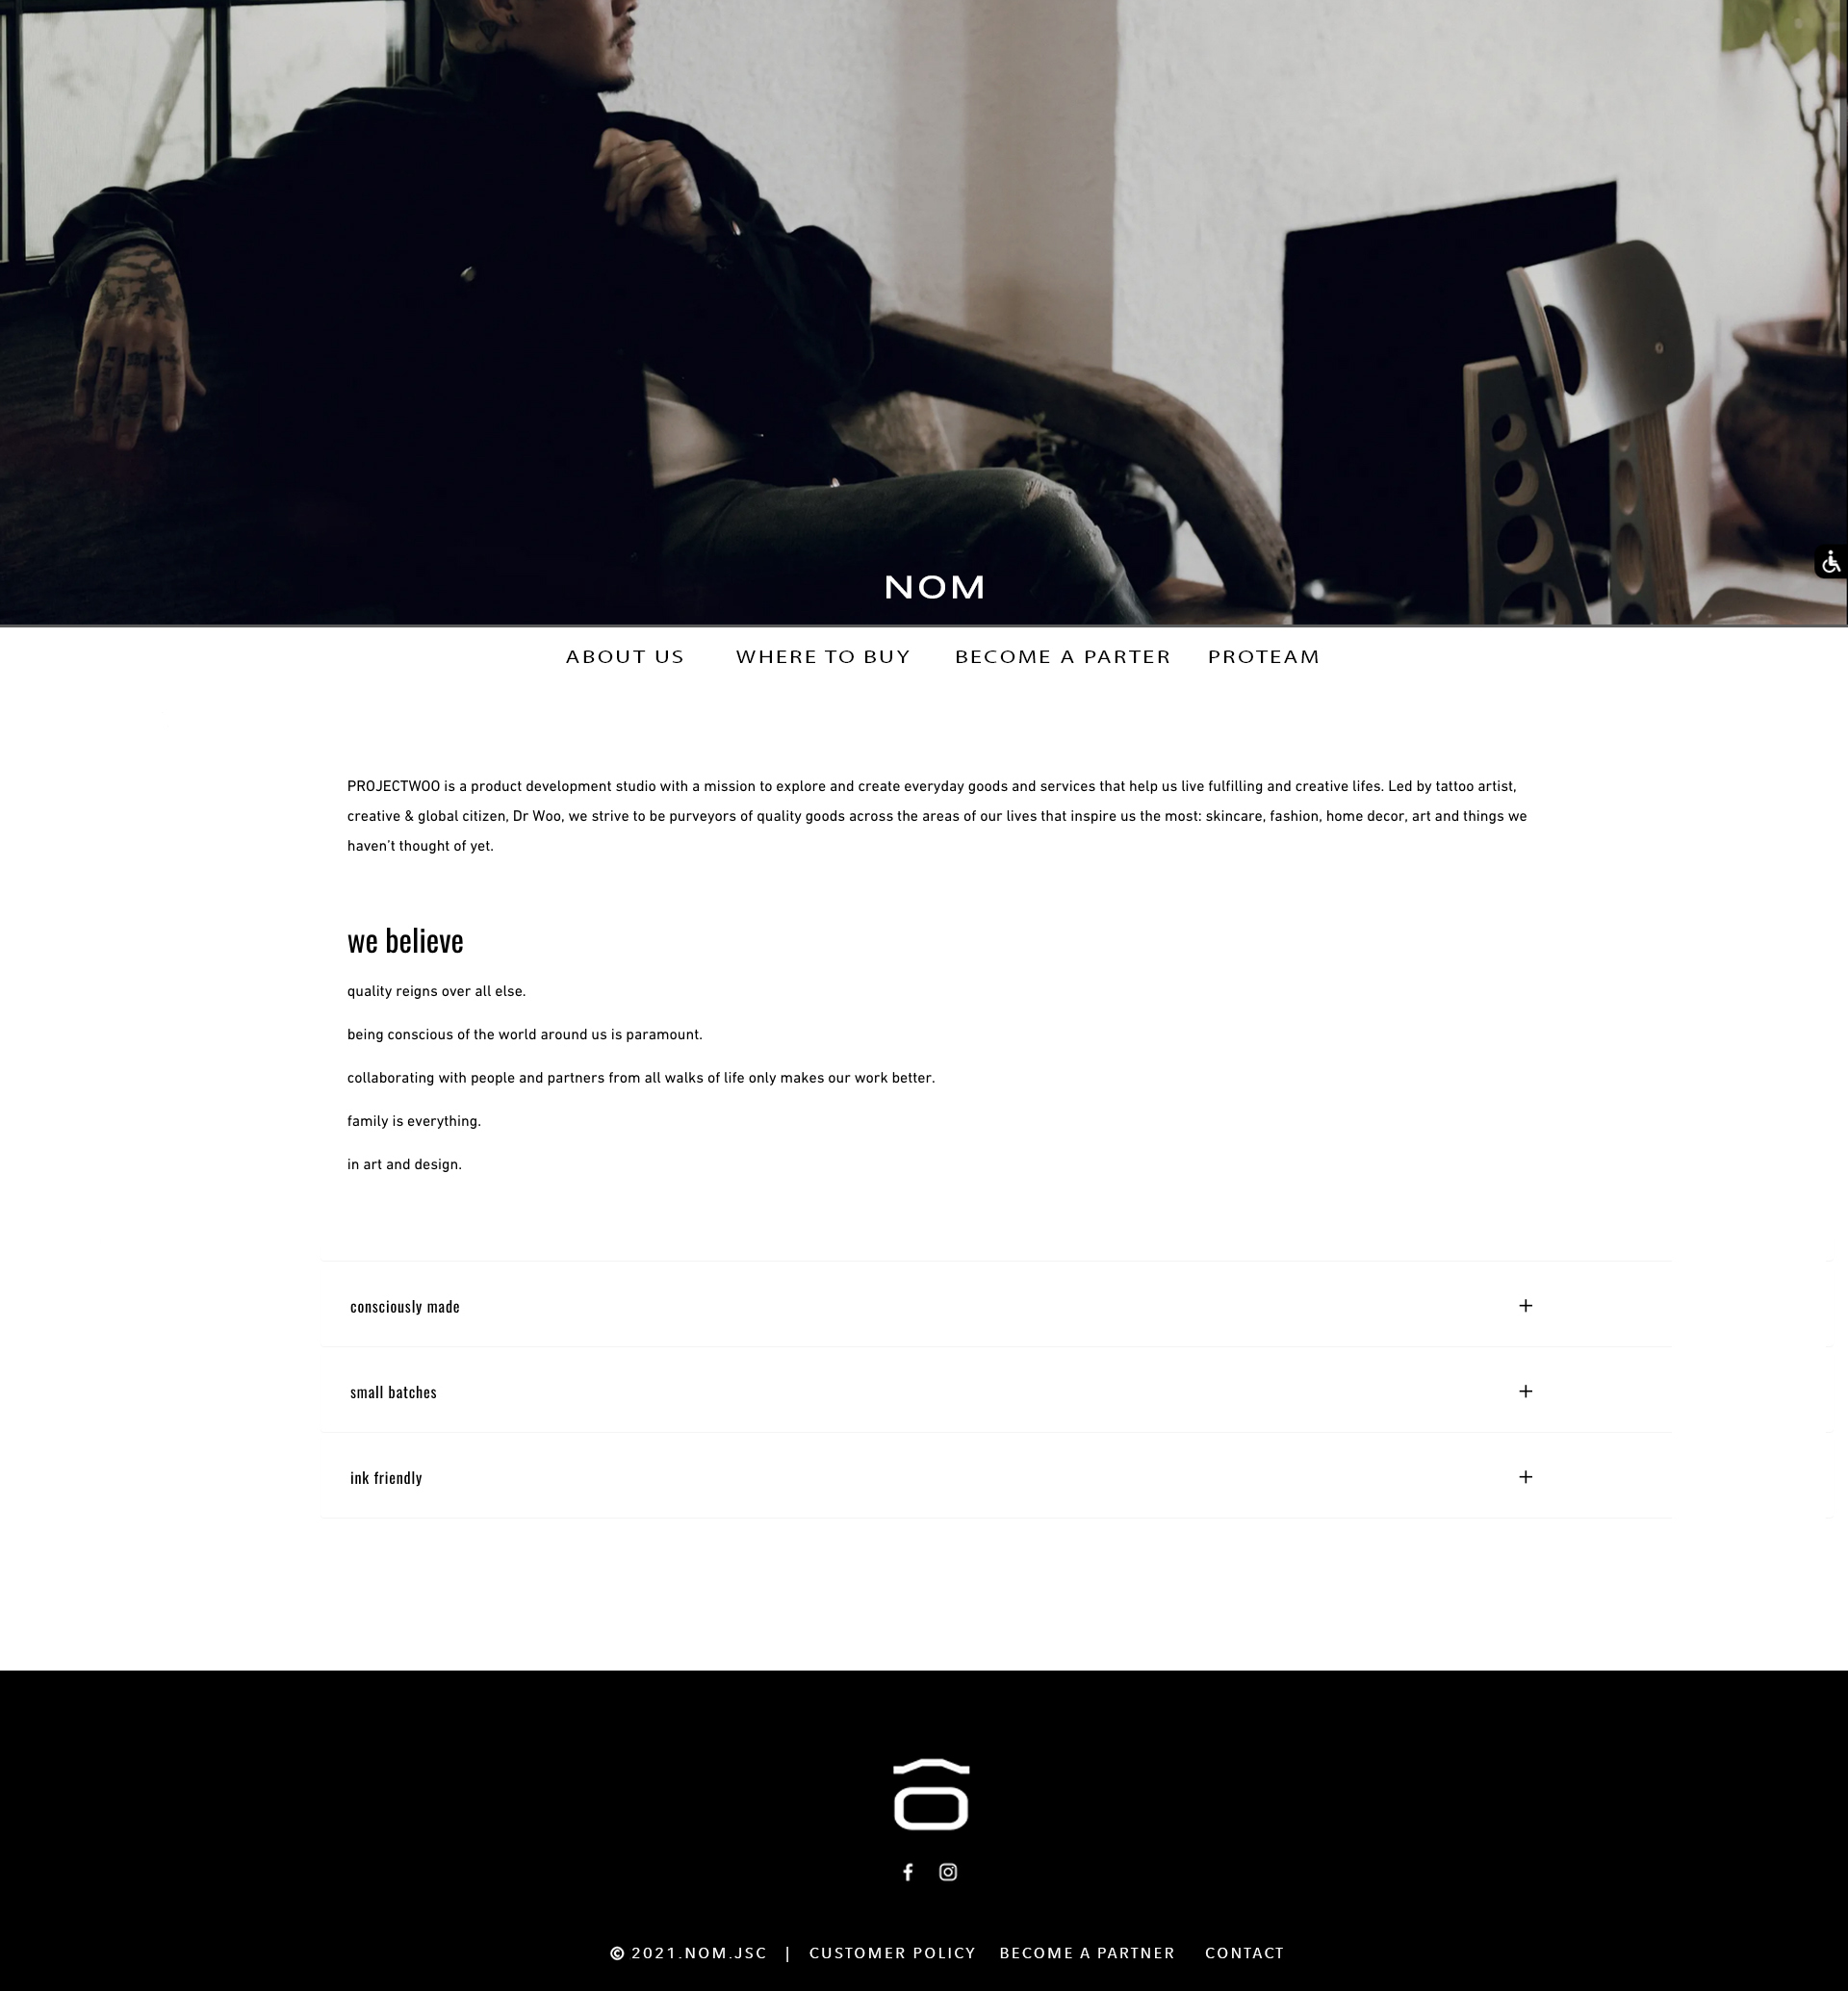 NOM
ABOUT US WHERE TO BUY BECOME A PARTER PROTEAM
PROJECTWOO is a product development studio with a mission to explore and create everyday goods and services that help us live fulfilling and creative lifes. Led by tattoo artist,
creative & global citizen, Dr Woo, we strive to be purveyors of quality goods across the areas of our lives that inspire us the most: skincare, fashion, home decor, art and things we
haven't thought of yet.
we believe
quality reigns over all else.
being conscious of the world around us is paramount.
collaborating with people and partners from all walks of life only makes our work better.
family is everything.
in art and design.
consciously made +
small batches +
ink friendly +
© 2021.NOM.JSC | CUSTOMER POLICY BECOME A PARTNER CONTACT